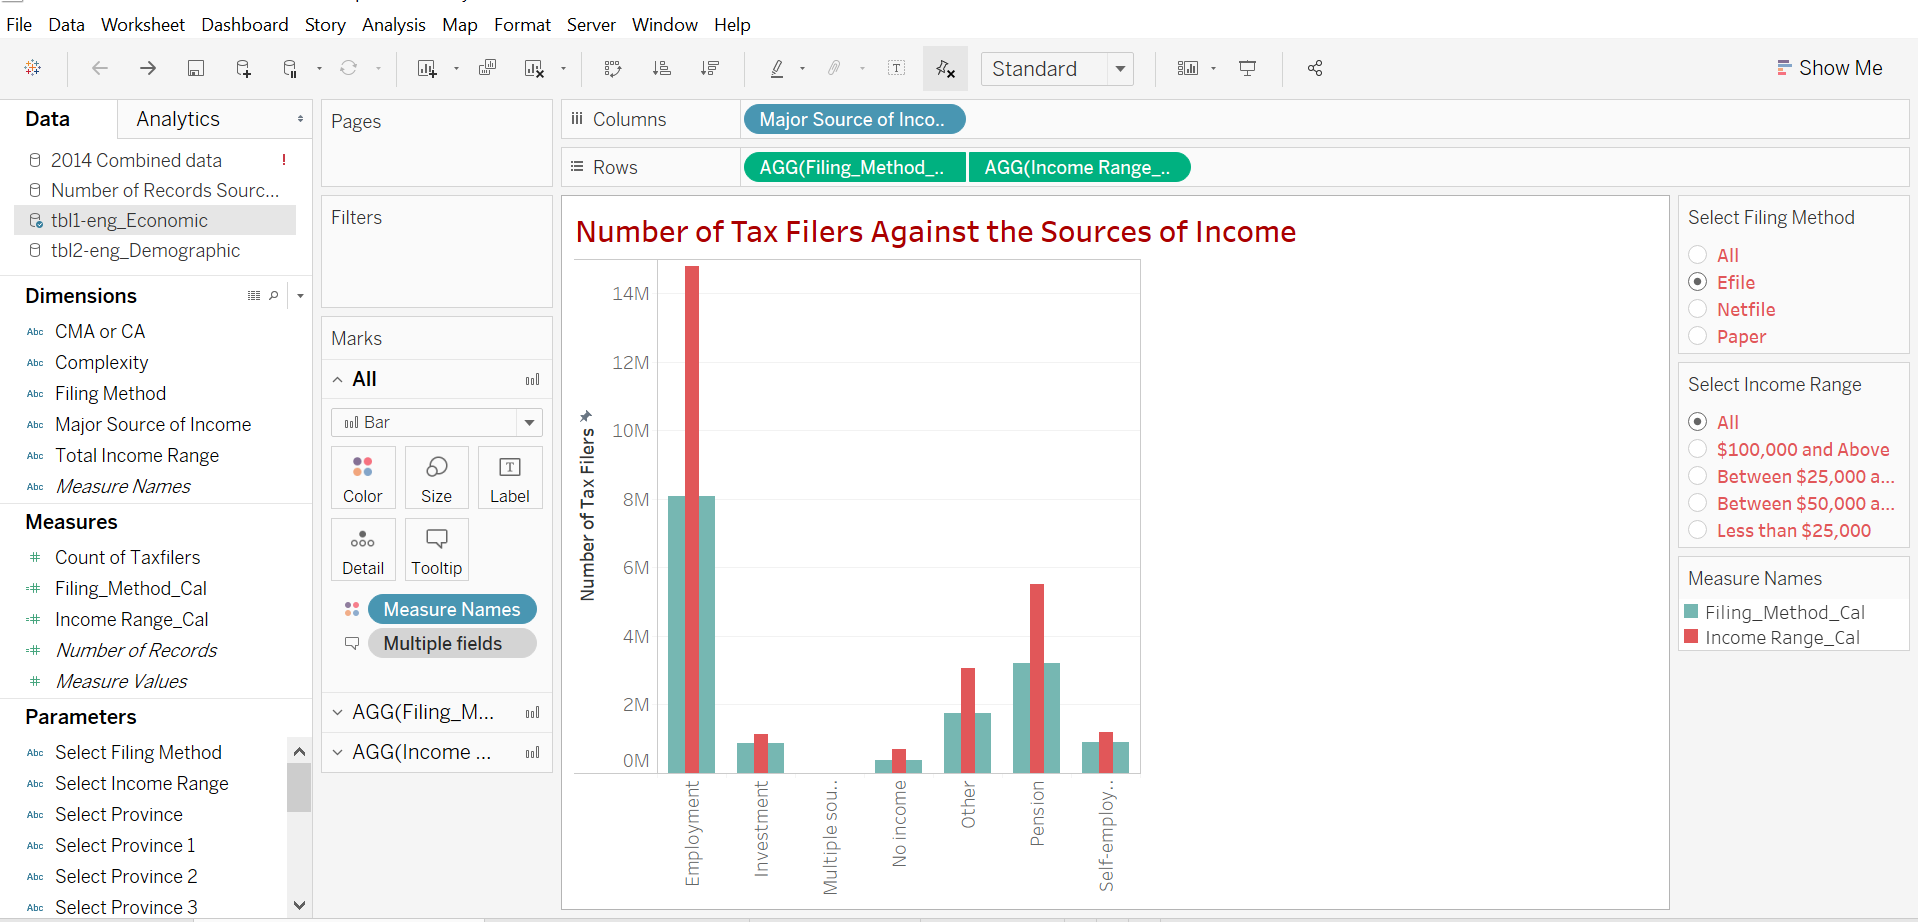 File Data Worksheet Dashboard Story Analysis Map Format Server Window Help
Standard
Show Me
Data Analytics
2014 Combined data !
Number of Records Sourc...
tbl1-eng_Economic
tbl2-eng_Demographic
Dimensions
Abc CMA or CA
Abc Complexity
Abc Filing Method
Abc Major Source of Income
Abc Total Income Range
Abc Measure Names
Measures
# Count of Taxfilers
=# Filing_Method_Cal
=# Income Range_Cal
=# Number of Records
# Measure Values
Parameters
Abc Select Filing Method
Abc Select Income Range
Abc Select Province
Abc Select Province 1
Abc Select Province 2
Abc Select Province 3
Pages
Filters
Marks
All
Bar
Color Size Label
Detail Tooltip
Measure Names
Multiple fields
AGG(Filing_M...
AGG(Income ...
Columns Major Source of Inco..
Rows AGG(Filing_Method_.. AGG(Income Range_..
Number of Tax Filers Against the Sources of Income
Number of Tax Filers
14M
12M
10M
8M
6M
4M
2M
0M
Employment
Investment
Multiple sou..
No income
Other
Pension
Self-employ..
Select Filing Method
All
Efile
Netfile
Paper
Select Income Range
All
$100,000 and Above
Between $25,000 a...
Between $50,000 a...
Less than $25,000
Measure Names
Filing_Method_Cal
Income Range_Cal